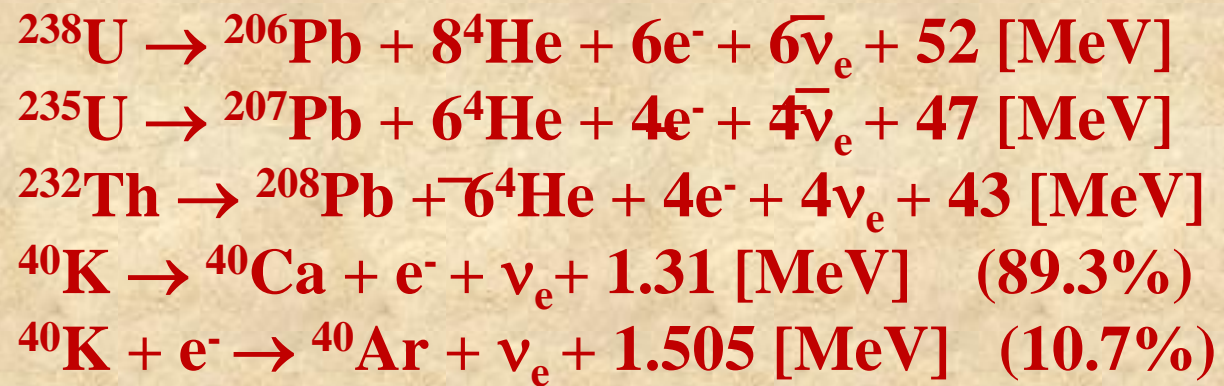 ²³⁸U → ²⁰⁶Pb + 8⁴He + 6e⁻ + 6ν̅ₑ + 52 [MeV]
²³⁵U → ²⁰⁷Pb + 6⁴He + 4e⁻ + 4ν̅ₑ + 47 [MeV]
²³²Th → ²⁰⁸Pb + 6⁴He + 4e⁻ + 4νₑ + 43 [MeV]
⁴⁰K → ⁴⁰Ca + e⁻ + νₑ + 1.31 [MeV] (89.3%)
⁴⁰K + e⁻ → ⁴⁰Ar + νₑ + 1.505 [MeV] (10.7%)